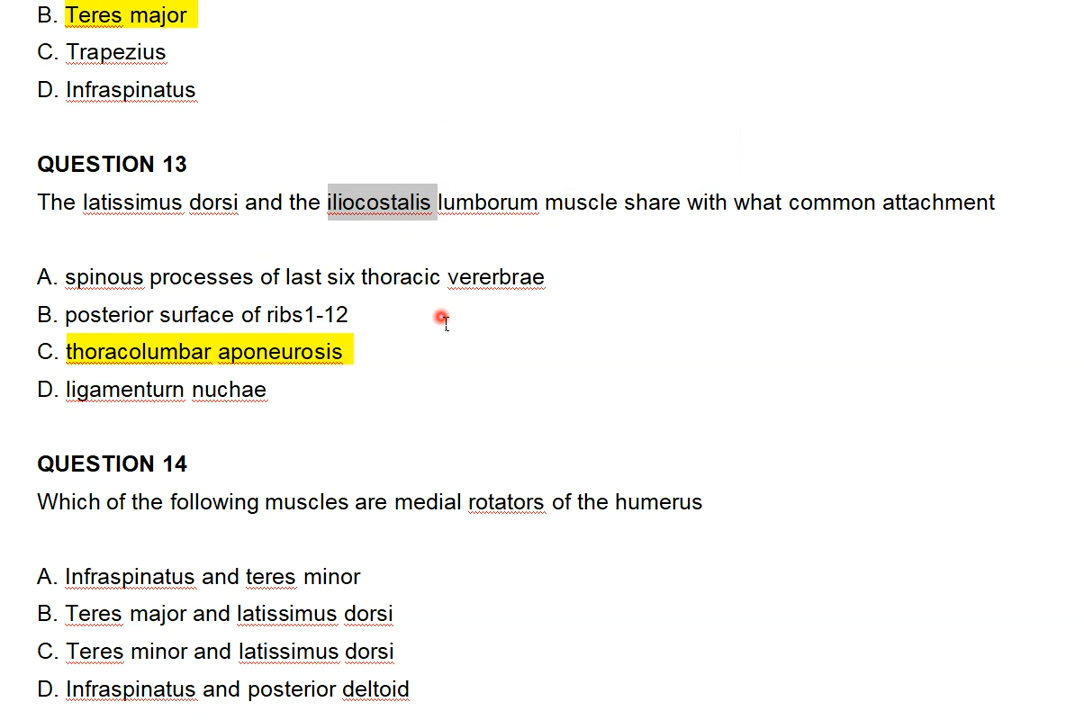 B. Teres major
C. Trapezius
D. Infraspinatus
QUESTION 13
The latissimus dorsi and the iliocostalis lumborum muscle share with what common attachment
A. spinous processes of last six thoracic vererbrae
B. posterior surface of ribs1-12
C. thoracolumbar aponeurosis
D. ligamenturn nuchae
QUESTION 14
Which of the following muscles are medial rotators of the humerus
A. Infraspinatus and teres minor
B. Teres major and latissimus dorsi
C. Teres minor and latissimus dorsi
D. Infraspinatus and posterior deltoid